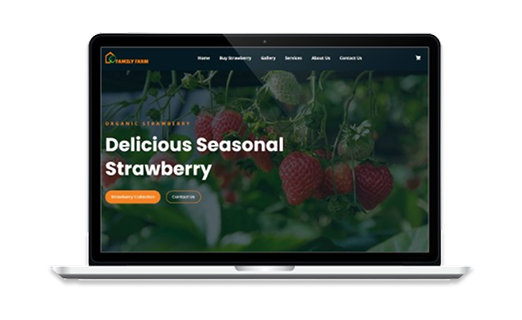 FAMILY FARM
Home Buy Strawberry Gallery Services About Us Contact Us
ORGANIC STRAWBERRY
Delicious Seasonal
Strawberry
Strawberry Collection Contact Us